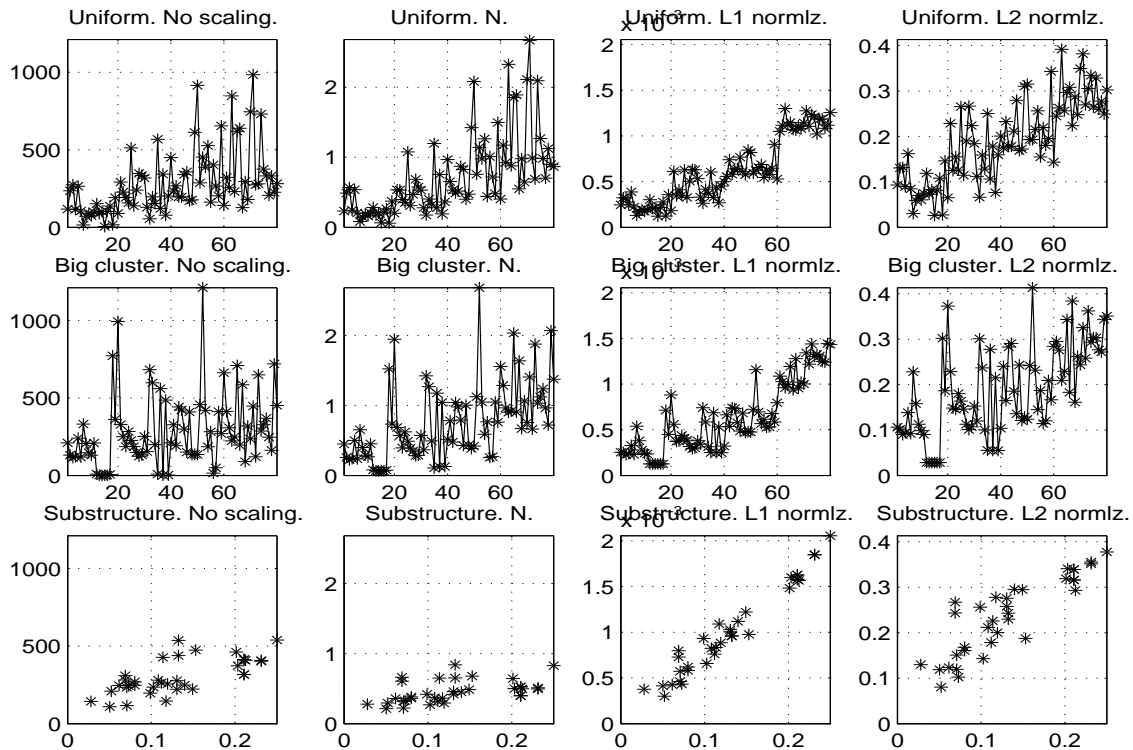 Uniform. No scaling.
Uniform. N.
Uniform. L1 normlz.
Uniform. L2 normlz.
x 10⁻³
1000
500
0
20 40 60
2
1
0
20 40 60
2
1.5
1
0.5
0
20 40 60
0.4
0.3
0.2
0.1
0
20 40 60
Big cluster. No scaling.
Big cluster. N.
Big cluster. L1 normlz.
Big cluster. L2 normlz.
x 10⁻³
1000
500
0
20 40 60
2
1
0
20 40 60
2
1.5
1
0.5
0
20 40 60
0.4
0.3
0.2
0.1
0
20 40 60
Substructure. No scaling.
Substructure. N.
Substructure. L1 normlz.
Substructure. L2 normlz.
x 10⁻³
1000
500
0
0 0.1 0.2
2
1
0
0 0.1 0.2
2
1.5
1
0.5
0
0 0.1 0.2
0.4
0.3
0.2
0.1
0
0 0.1 0.2